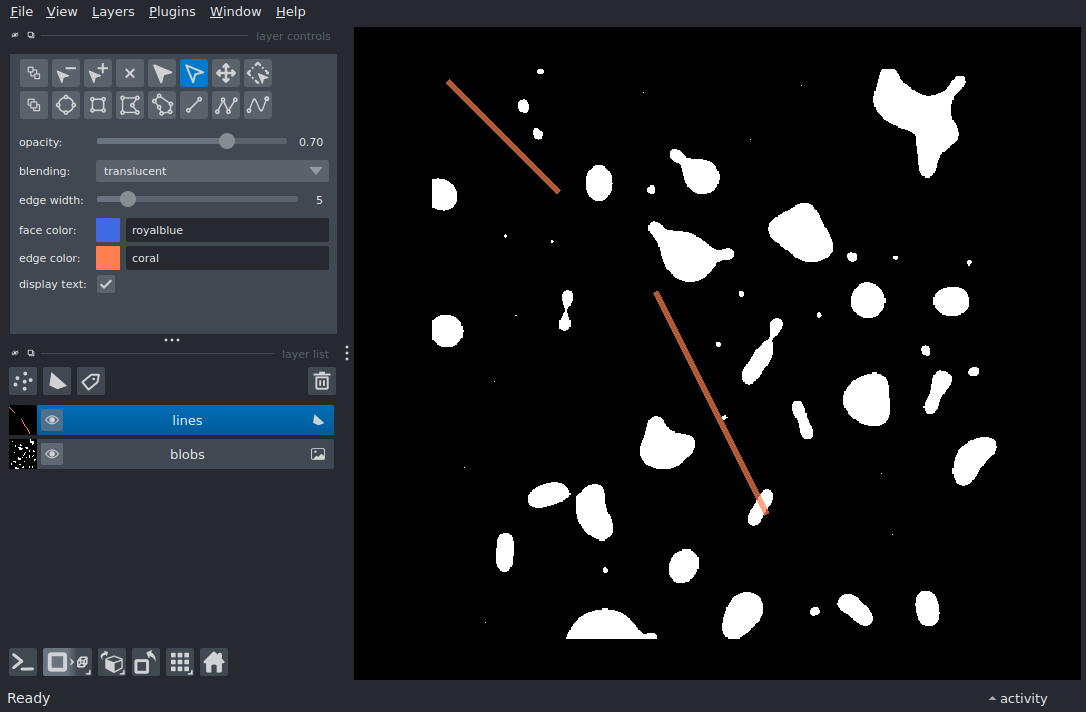 File View Layers Plugins Window Help
layer controls
opacity: 0.70
blending: translucent
edge width: 5
face color: royalblue
edge color: coral
display text:
layer list
lines
blobs
Ready
activity